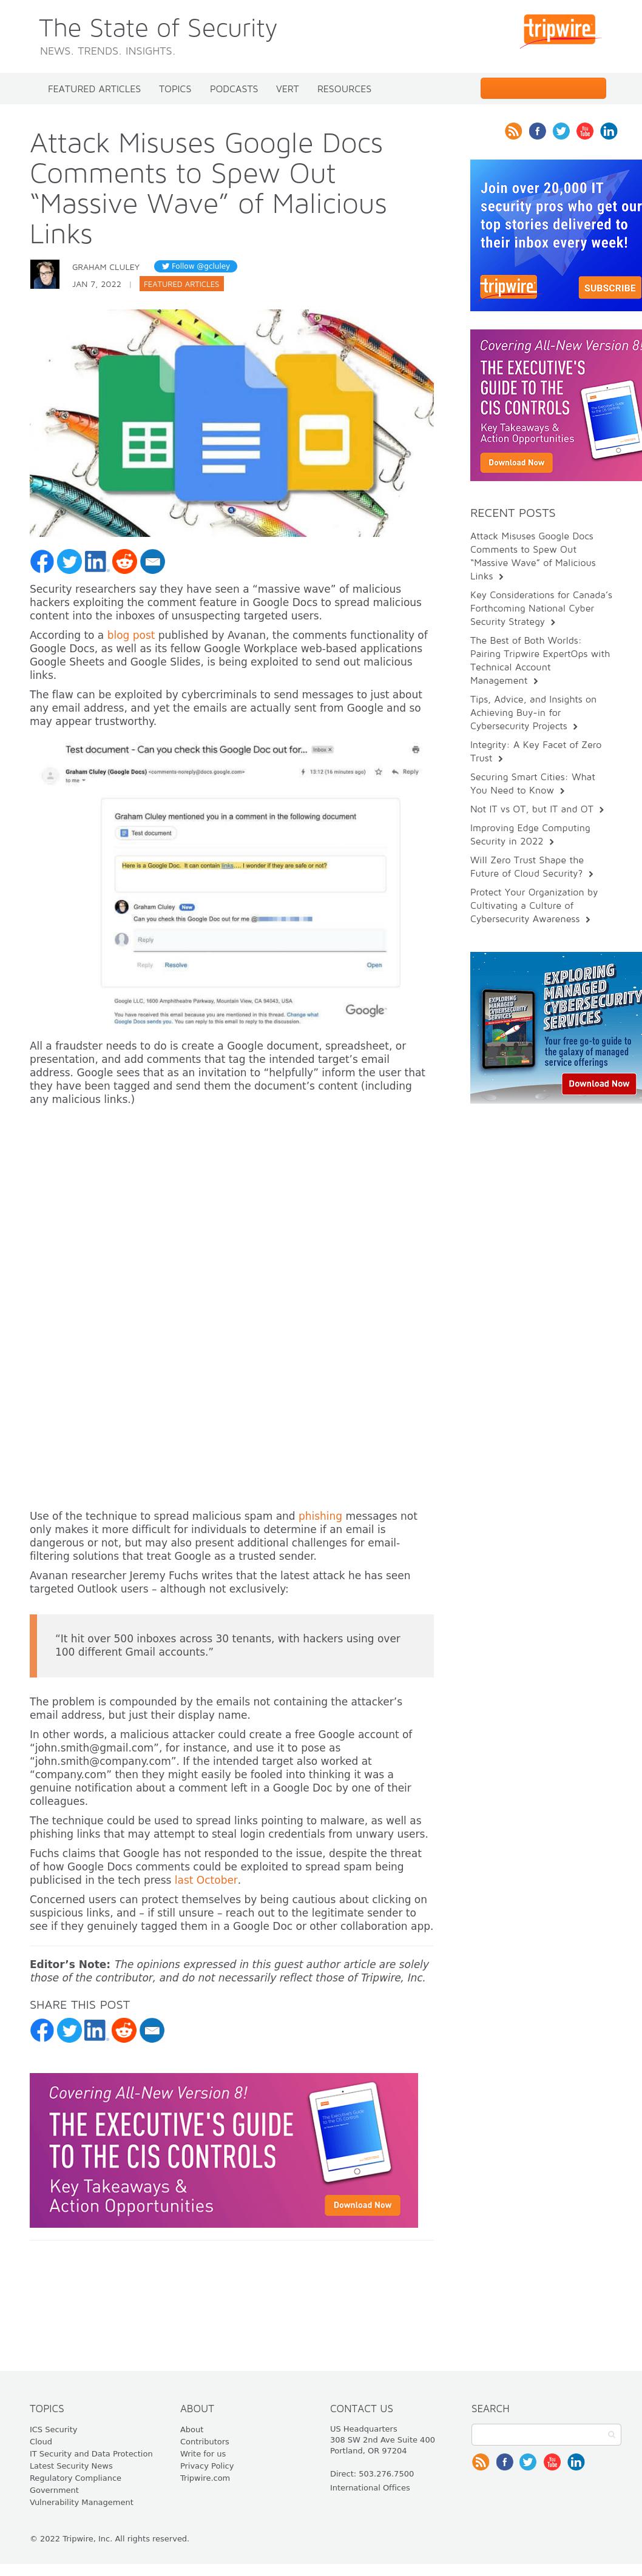 The State of Security
NEWS. TRENDS. INSIGHTS.
tripwire
FEATURED ARTICLES
TOPICS
PODCASTS
VERT
RESOURCES
Attack Misuses Google Docs
Comments to Spew Out
“Massive Wave” of Malicious
Links
GRAHAM CLULEY
Follow @gcluley
JAN 7, 2022
|
FEATURED ARTICLES
Security researchers say they have seen a “massive wave” of malicious
hackers exploiting the comment feature in Google Docs to spread malicious
content into the inboxes of unsuspecting targeted users.
According to a blog post published by Avanan, the comments functionality of
Google Docs, as well as its fellow Google Workplace web-based applications
Google Sheets and Google Slides, is being exploited to send out malicious
links.
The flaw can be exploited by cybercriminals to send messages to just about
any email address, and yet the emails are actually sent from Google and so
may appear trustworthy.
Test document - Can you check this Google Doc out for...
Inbox x
Graham Cluley (Google Docs) <comments-noreply@docs.google.com>
to me
13:12 (16 minutes ago)
Reply
Graham Cluley mentioned you in a comment in the following document
Test document
Here is a Google Doc. It can contain links.... I wonder if they are safe or not?
Graham Cluley New
Can you check this Google Doc out for me @
Reply
Reply
Resolve
Open
Google LLC, 1600 Amphitheatre Parkway, Mountain View, CA 94043, USA
You have received this email because you are mentioned in this thread. Change what
Google Docs sends you. You can reply to this email to reply to the discussion.
Google
All a fraudster needs to do is create a Google document, spreadsheet, or
presentation, and add comments that tag the intended target’s email
address. Google sees that as an invitation to “helpfully” inform the user that
they have been tagged and send them the document’s content (including
any malicious links.)
Use of the technique to spread malicious spam and phishing messages not
only makes it more difficult for individuals to determine if an email is
dangerous or not, but may also present additional challenges for email-
filtering solutions that treat Google as a trusted sender.
Avanan researcher Jeremy Fuchs writes that the latest attack he has seen
targeted Outlook users – although not exclusively:
“It hit over 500 inboxes across 30 tenants, with hackers using over
100 different Gmail accounts.”
The problem is compounded by the emails not containing the attacker’s
email address, but just their display name.
In other words, a malicious attacker could create a free Google account of
“john.smith@gmail.com”, for instance, and use it to pose as
“john.smith@company.com”. If the intended target also worked at
“company.com” then they might easily be fooled into thinking it was a
genuine notification about a comment left in a Google Doc by one of their
colleagues.
The technique could be used to spread links pointing to malware, as well as
phishing links that may attempt to steal login credentials from unwary users.
Fuchs claims that Google has not responded to the issue, despite the threat
of how Google Docs comments could be exploited to spread spam being
publicised in the tech press last October.
Concerned users can protect themselves by being cautious about clicking on
suspicious links, and – if still unsure – reach out to the legitimate sender to
see if they genuinely tagged them in a Google Doc or other collaboration app.
Editor’s Note: The opinions expressed in this guest author article are solely
those of the contributor, and do not necessarily reflect those of Tripwire, Inc.
SHARE THIS POST
Covering All-New Version 8!
THE EXECUTIVE'S GUIDE
TO THE CIS CONTROLS
Key Takeaways &
Action Opportunities
Download Now
Join over 20,000 IT
security pros who get our
top stories delivered to
their inbox every week!
tripwire
SUBSCRIBE
Covering All-New Version 8!
THE EXECUTIVE'S
GUIDE TO THE
CIS CONTROLS
Key Takeaways &
Action Opportunities
Download Now
RECENT POSTS
Attack Misuses Google Docs
Comments to Spew Out
“Massive Wave” of Malicious
Links
Key Considerations for Canada’s
Forthcoming National Cyber
Security Strategy
The Best of Both Worlds:
Pairing Tripwire ExpertOps with
Technical Account
Management
Tips, Advice, and Insights on
Achieving Buy-in for
Cybersecurity Projects
Integrity: A Key Facet of Zero
Trust
Securing Smart Cities: What
You Need to Know
Not IT vs OT, but IT and OT
Improving Edge Computing
Security in 2022
Will Zero Trust Shape the
Future of Cloud Security?
Protect Your Organization by
Cultivating a Culture of
Cybersecurity Awareness
EXPLORING
MANAGED
CYBERSECURITY
SERVICES
EXPLORING
MANAGED
CYBERSECURITY
SERVICES
Your free go-to guide to
the galaxy of managed
service offerings
Download Now
TOPICS
ICS Security
Cloud
IT Security and Data Protection
Latest Security News
Regulatory Compliance
Government
Vulnerability Management
ABOUT
About
Contributors
Write for us
Privacy Policy
Tripwire.com
CONTACT US
US Headquarters
308 SW 2nd Ave Suite 400
Portland, OR 97204
Direct: 503.276.7500
International Offices
SEARCH
© 2022 Tripwire, Inc. All rights reserved.